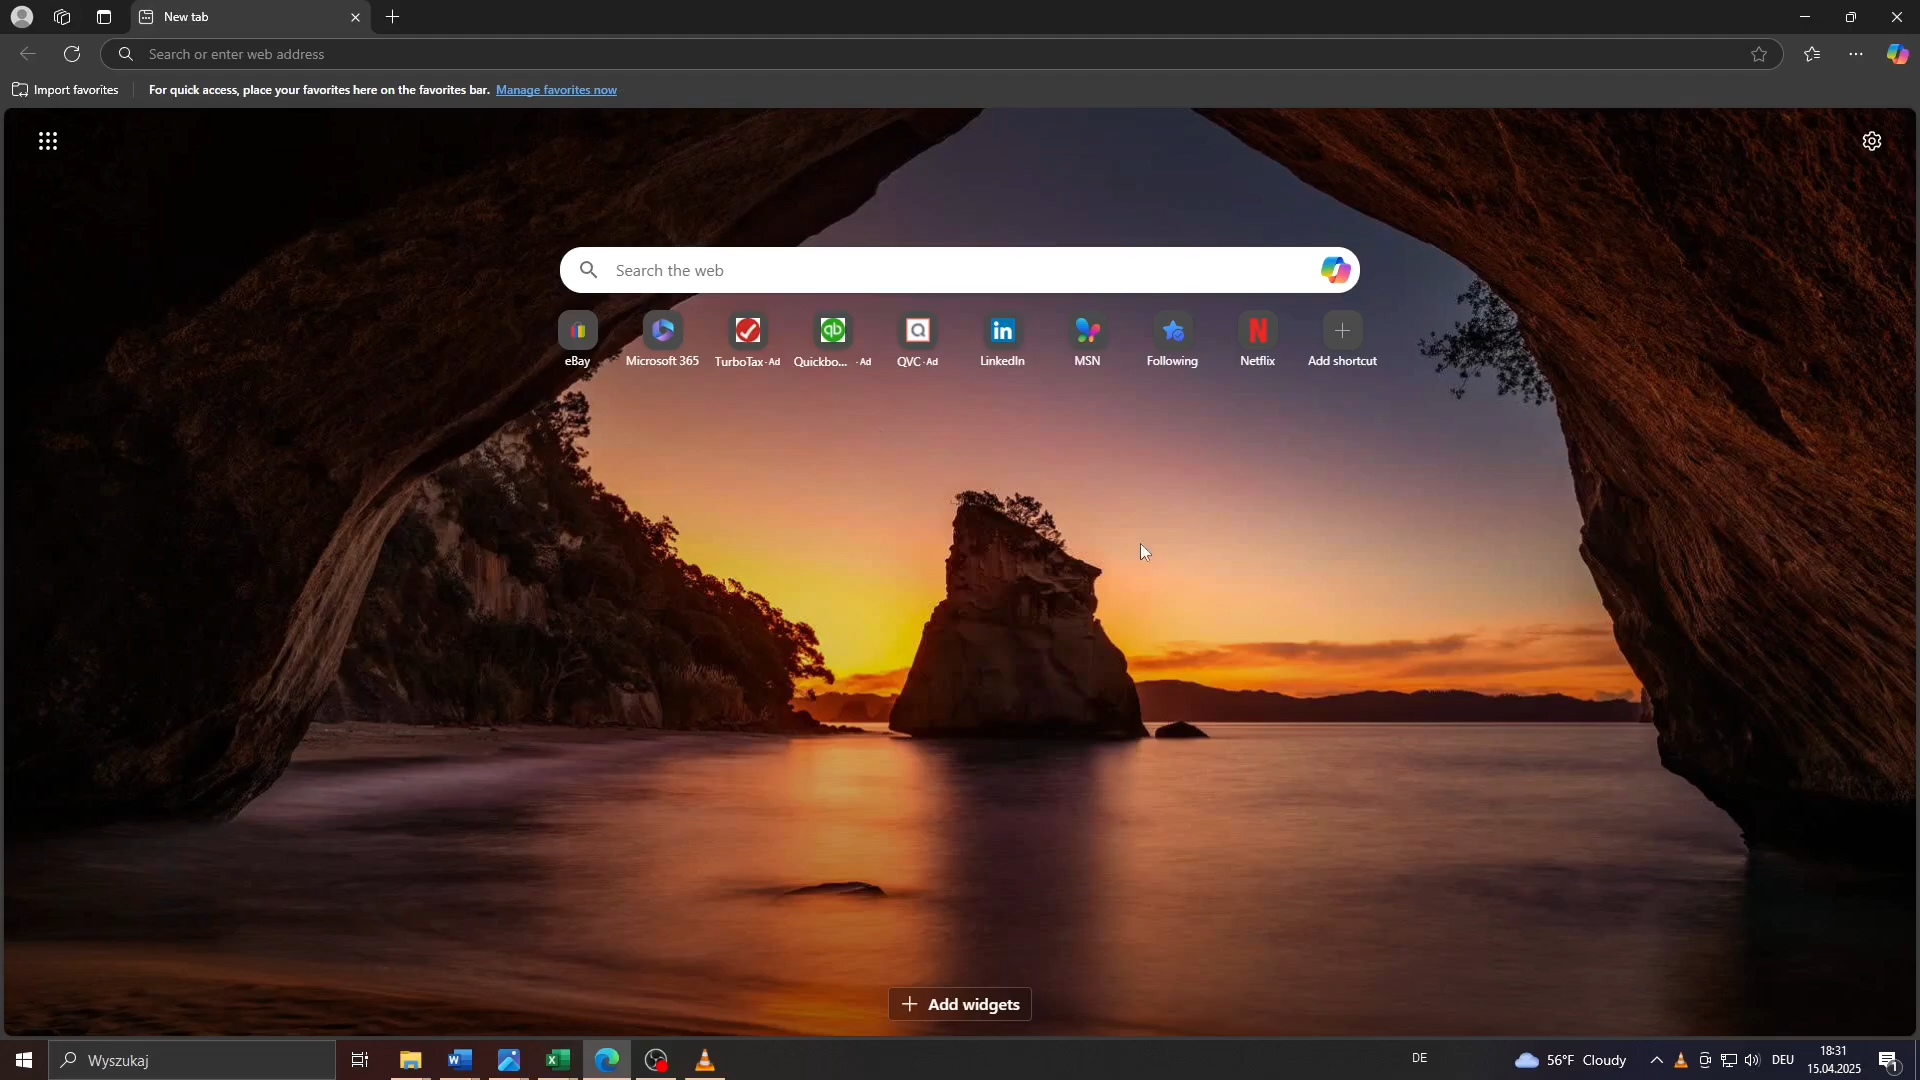 New tab
Search or enter web address
Import favorites
For quick access, place your favorites here on the favorites bar. Manage favorites now
Search the web
eBay
Microsoft 365
TurboTax · Ad
Quickbo... · Ad
QVC · Ad
LinkedIn
MSN
Following
Netflix
Add shortcut
Add widgets
Wyszukaj
DE
56°F Cloudy
DEU
18:31
15.04.2025
1